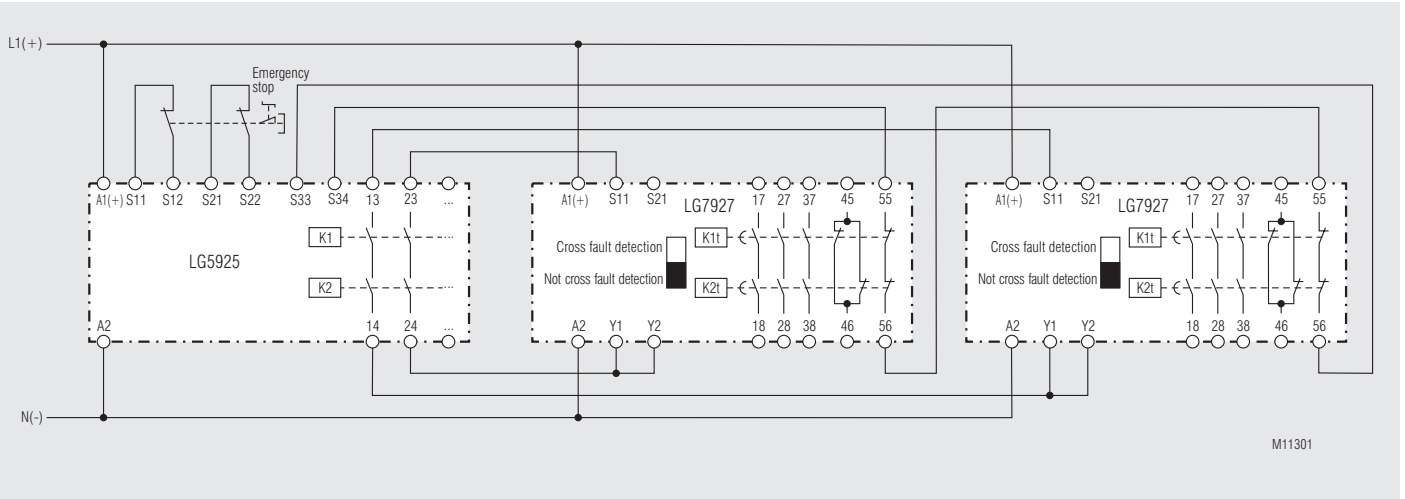 L1(+)
Emergency
stop
A1(+) S11 S12 S21 S22 S33 S34 13 23 ...
K1 ...
LG5925
K2 ...
A2 14 24 ...
A1(+) S11 S21 LG7927 17 27 37 45 55
Cross fault detection K1t
Not cross fault detection K2t
A2 Y1 Y2 18 28 38 46 56
A1(+) S11 S21 LG7927 17 27 37 45 55
Cross fault detection K1t
Not cross fault detection K2t
A2 Y1 Y2 18 28 38 46 56
N(-)
M11301